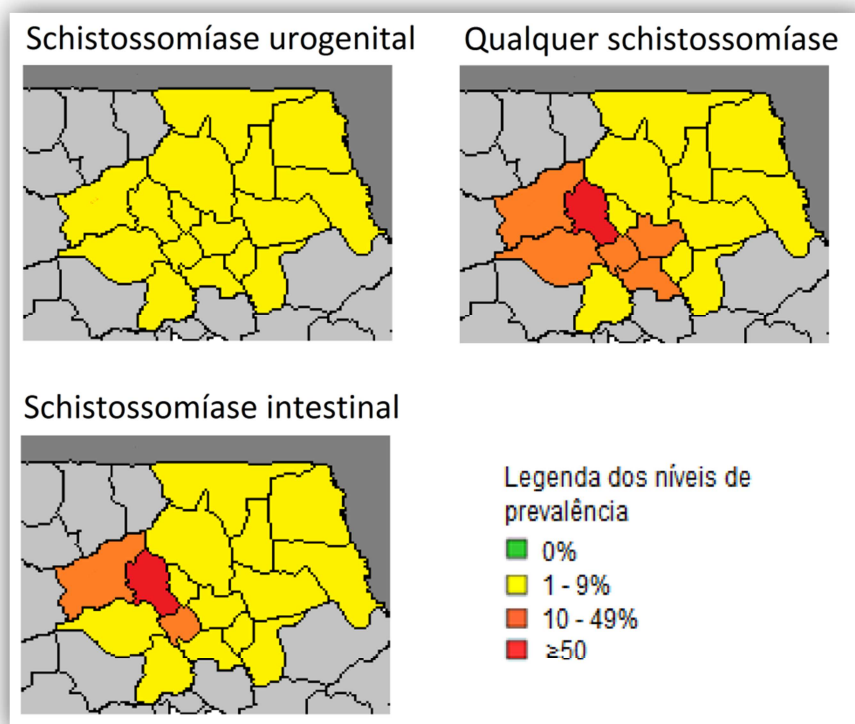 Schistossomíase urogenital
Qualquer schistossomíase
Schistossomíase intestinal
Legenda dos níveis de
prevalência
0%
1 - 9%
10 - 49%
≥50